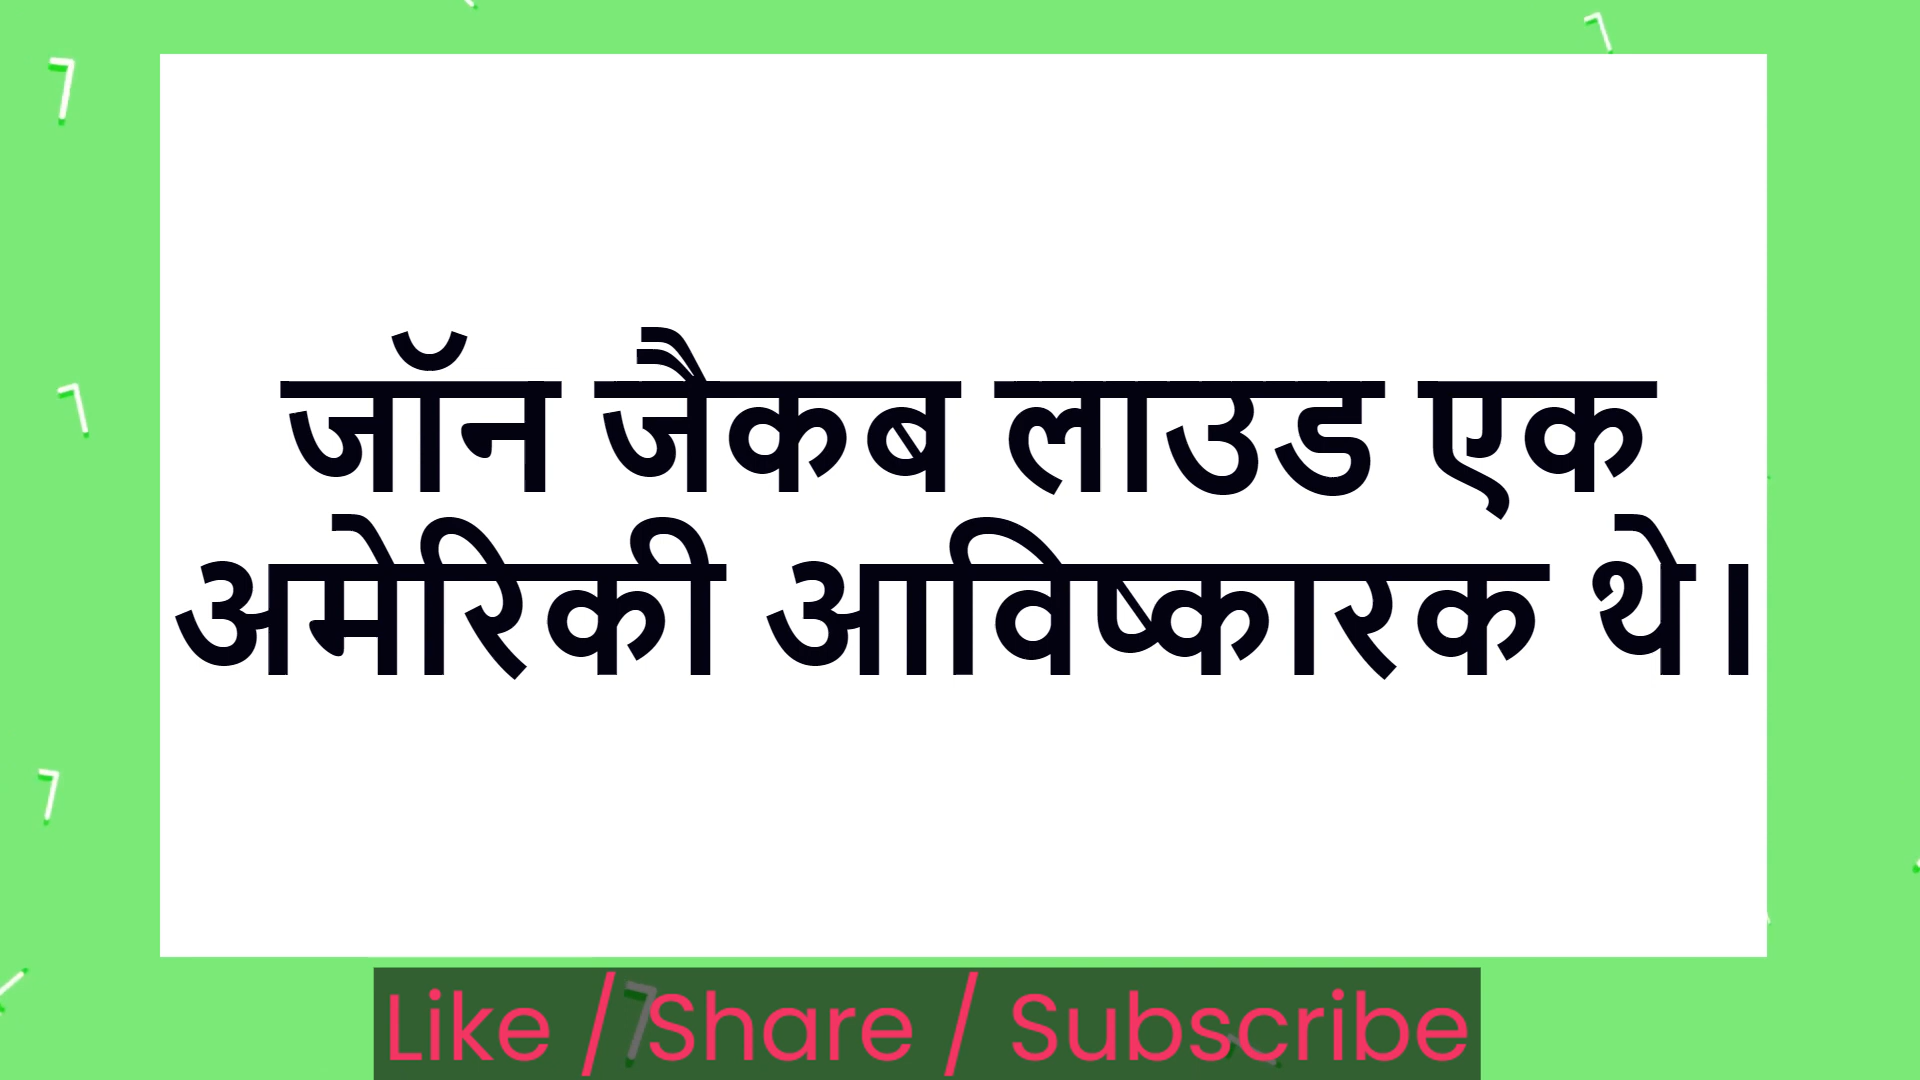 जॉन जैकब लाउड एक
अमेरिकी आविष्कारक थे।
Like / Share / Subscribe